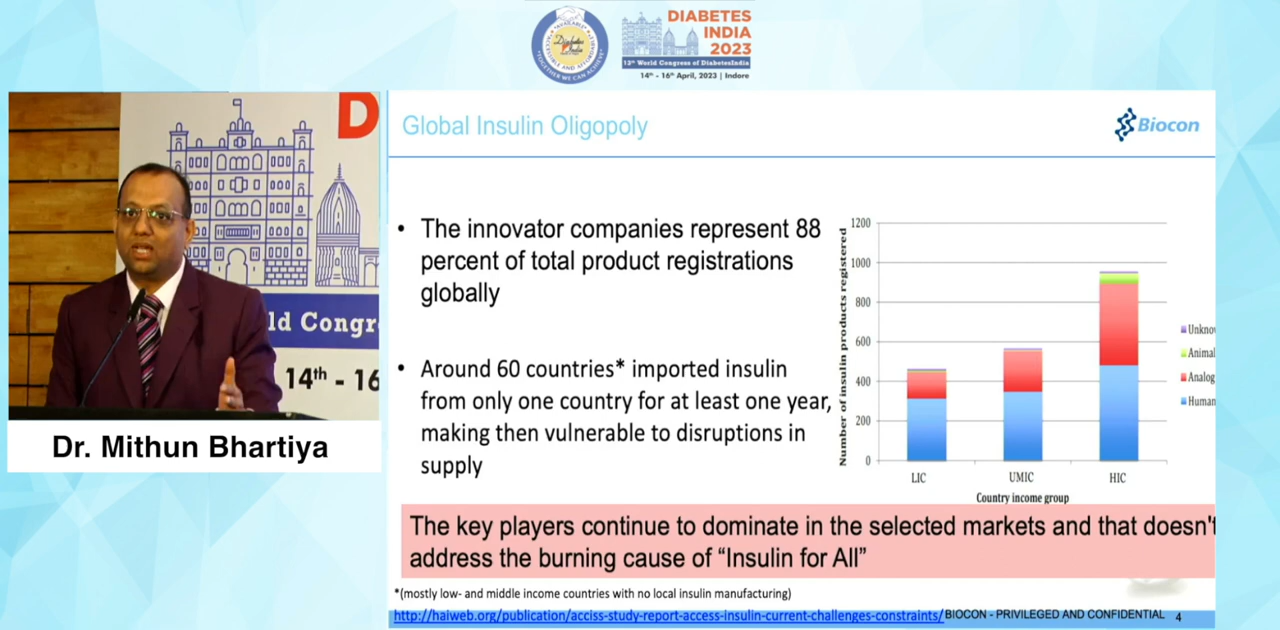 DIABETES
INDIA
2023
13th World Congress of DiabetesIndia
14th - 16th April, 2023 | Indore
D
ld Congr
14th - 16
Dr. Mithun Bhartiya
Global Insulin Oligopoly
Biocon
• The innovator companies represent 88
percent of total product registrations
globally
• Around 60 countries* imported insulin
from only one country for at least one year,
making then vulnerable to disruptions in
supply
Number of insulin products registered
1200
1000
800
600
400
200
0
LIC UMIC HIC
Country income group
Unkno
Animal
Analog
Human
The key players continue to dominate in the selected markets and that doesn't
address the burning cause of “Insulin for All”
*(mostly low- and middle income countries with no local insulin manufacturing)
http://haiweb.org/publication/acciss-study-report-access-insulin-current-challenges-constraints/ BIOCON - PRIVILEGED AND CONFIDENTIAL 4